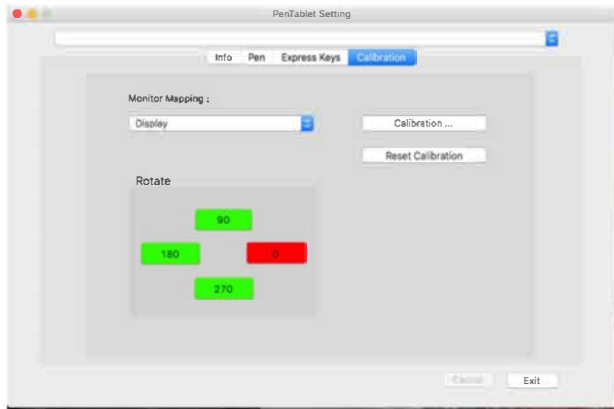 PenTablet Setting
Info Pen Express Keys Calibration
Monitor Mapping :
Display
Calibration ...
Reset Calibration
Rotate
90
180
0
270
Cancel Exit